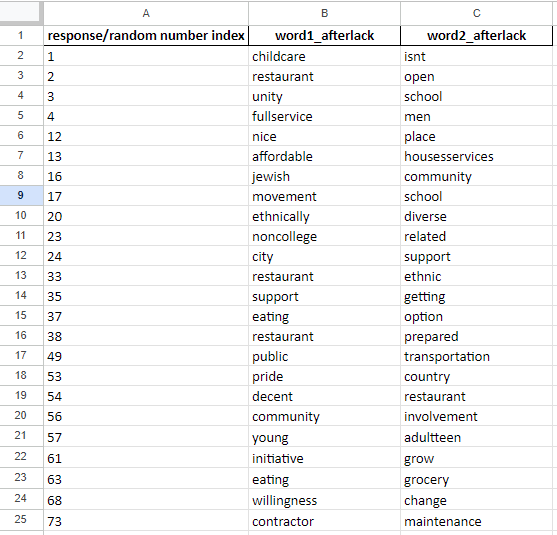 A B C
1 response/random number index word1_afterlack word2_afterlack
2 1 childcare isnt
3 2 restaurant open
4 3 unity school
5 4 fullservice men
6 12 nice place
7 13 affordable housesservices
8 16 jewish community
9 17 movement school
10 20 ethnically diverse
11 23 noncollege related
12 24 city support
13 33 restaurant ethnic
14 35 support getting
15 37 eating option
16 38 restaurant prepared
17 49 public transportation
18 53 pride country
19 54 decent restaurant
20 56 community involvement
21 57 young adultteen
22 61 initiative grow
23 63 eating grocery
24 68 willingness change
25 73 contractor maintenance